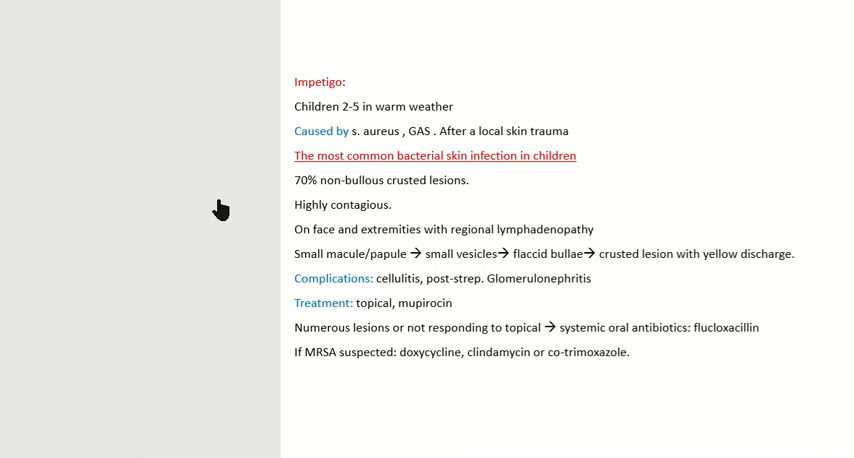 Impetigo:
Children 2-5 in warm weather
Caused by s. aureus , GAS . After a local skin trauma
The most common bacterial skin infection in children
70% non-bullous crusted lesions.
Highly contagious.
On face and extremities with regional lymphadenopathy
Small macule/papule → small vesicles→ flaccid bullae→ crusted lesion with yellow discharge.
Complications: cellulitis, post-strep. Glomerulonephritis
Treatment: topical, mupirocin
Numerous lesions or not responding to topical → systemic oral antibiotics: flucloxacillin
If MRSA suspected: doxycycline, clindamycin or co-trimoxazole.